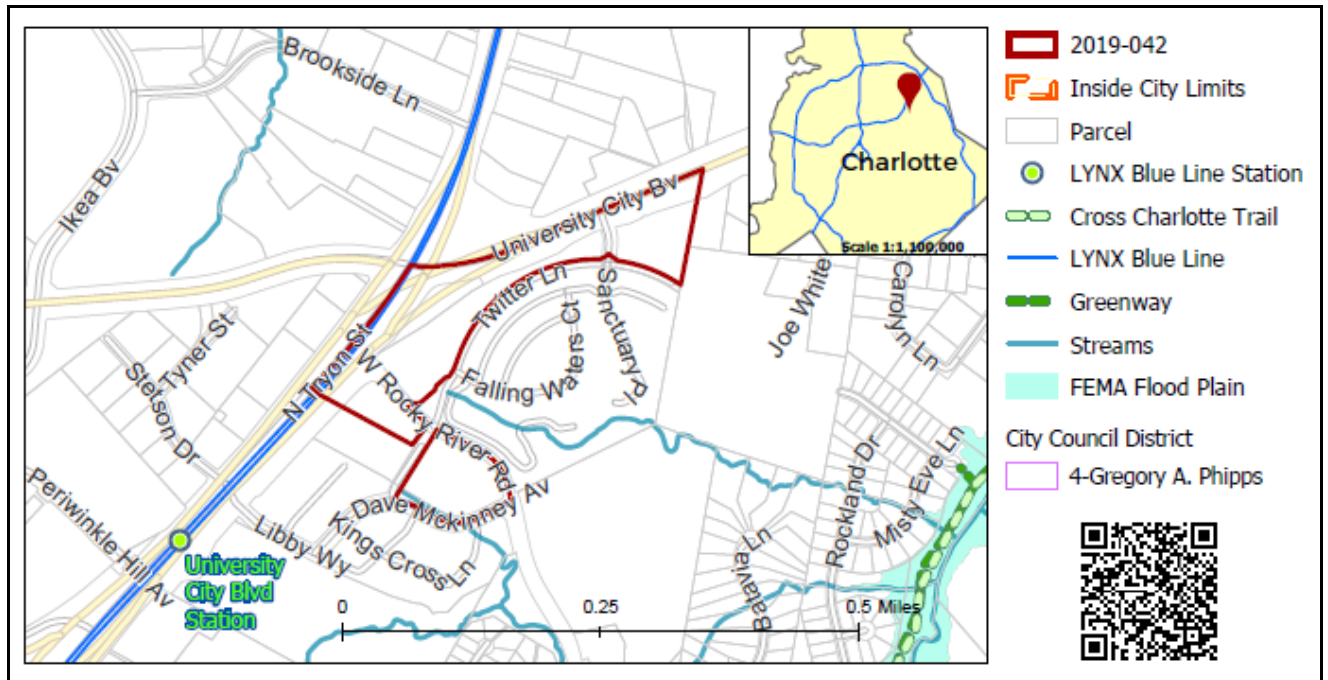 Brookside Ln
Ikea Bv
University City Bv
Twitter Ln
Sanctuary Pl
Falling Waters Ct
N Tryon St
W Rocky River Rd
Tyner St
Stetson Dr
Periwinkle Hill Av
Dave Mckinney Av
Kings Cross Ln
Libby Wy
Joe White
Carolyn Ln
Rockland Dr
Misty Eve Ln
Batavia Ln
University
City Blvd
Station
0
0.25
0.5 Miles
Charlotte
Scale 1:1,100,000
2019-042
Inside City Limits
Parcel
LYNX Blue Line Station
Cross Charlotte Trail
LYNX Blue Line
Greenway
Streams
FEMA Flood Plain
City Council District
4-Gregory A. Phipps